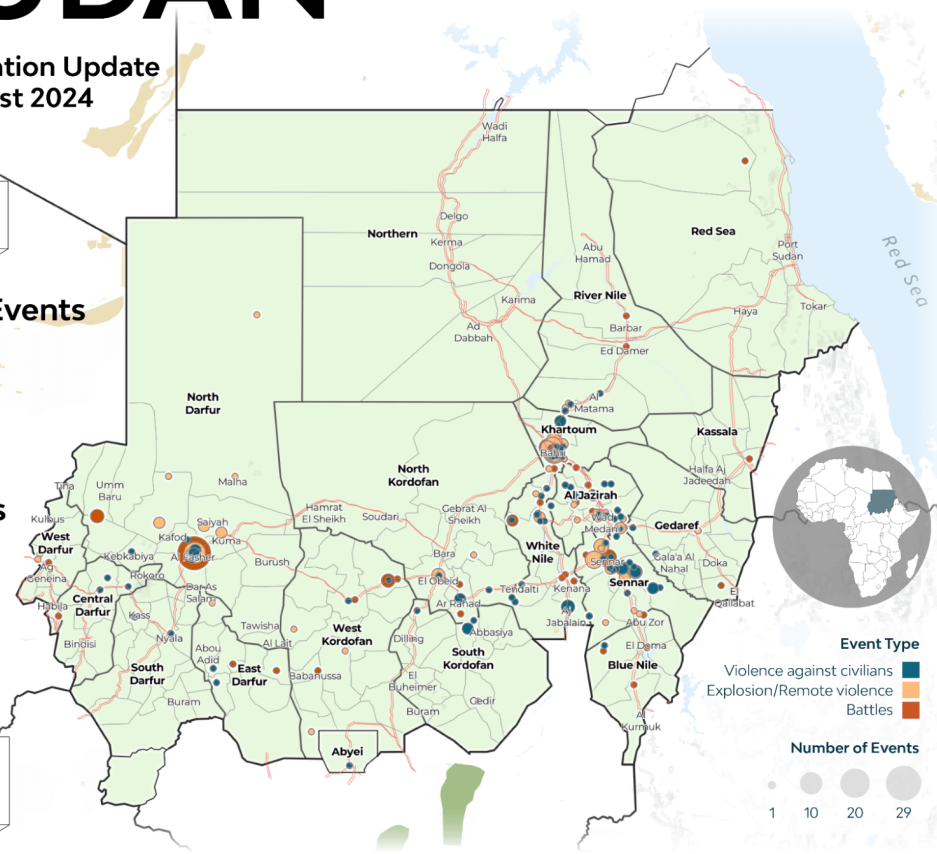 UDAN
ation Update
st 2024
Events
s
Wadi
Halfa
Delgo
Northern
Kerma
Dongola
Karima
Ad
Dabbah
Abu
Hamad
River Nile
Barbar
Ed Damer
Red Sea
Port
Sudan
Red Sea
Haya
Tokar
North
Darfur
Al
Matama
Khartoum
Bahri
Kassala
Halfa Aj
Jadeedah
North
Kordofan
Malha
Tina
Umm
Baru
Kulbus
Hamrat
El Sheikh
Soudari
Gebrat Al
Sheikh
Al Jazirah
Wad
Medani
Gedaref
Saiyah
Kafod
Kuma
Al Fasher
West
Darfur
Kebkabiya
Ag
Geneina
Rokoro
Burush
Bara
White
Nile
Sennar
Gala'a Al
Nahal
Doka
El Obeid
Sennar
El
Qallabat
Dar As
Salam
Central
Darfur
Habila
Kass
Nyala
Tawisha
Ar Rahad
Tendalti
Kenana
Al
Jabalain
Abu Zor
Bindisi
Abou
Adid
Al Lait
West
Kordofan
Dilling
Abbasiya
El Dama
South
Darfur
East
Darfur
Babanussa
South
Kordofan
Blue Nile
El
Buheimer
Buram
Buram
Gedir
Al
Kurmuk
Abyei
Event Type
Violence against civilians
Explosion/Remote violence
Battles
Number of Events
1 10 20 29